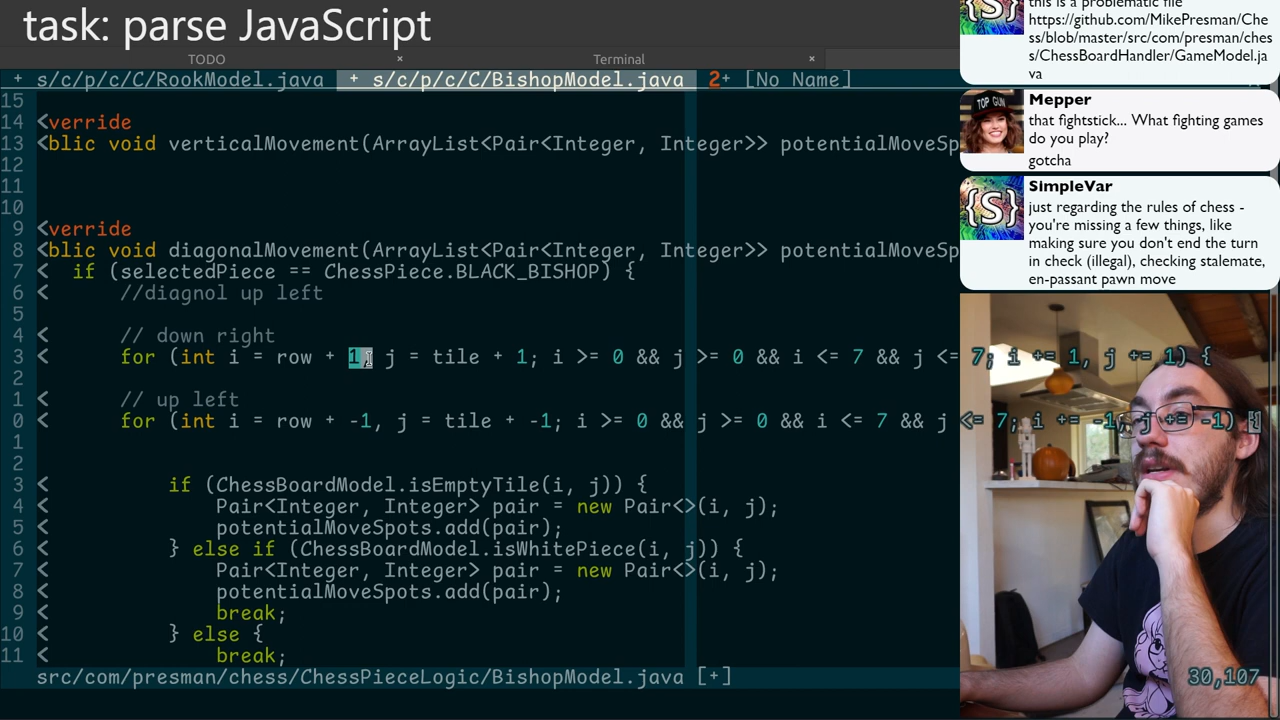 task: parse JavaScript
TODO × Terminal ×
+ s/c/p/c/C/RookModel.java + s/c/p/c/C/BishopModel.java 2+ [No Name]
15
14 <verride
13 <blic void verticalMovement(ArrayList<Pair<Integer, Integer>> potentialMoveSp
12
11
10
9 <verride
8 <blic void diagonalMovement(ArrayList<Pair<Integer, Integer>> potentialMoveSp
7 < if (selectedPiece == ChessPiece.BLACK_BISHOP) {
6 < //diagnol up left
5
4 < // down right
3 < for (int i = row + 1, j = tile + 1; i >= 0 && j >= 0 && i <= 7 && j <= 7; i += 1, j += 1) {
2
1 < // up left
0 < for (int i = row + -1, j = tile + -1; i >= 0 && j >= 0 && i <= 7 && j <= 7; i += -1, j += -1) {
1
2
3 < if (ChessBoardModel.isEmptyTile(i, j)) {
4 < Pair<Integer, Integer> pair = new Pair<>(i, j);
5 < potentialMoveSpots.add(pair);
6 < } else if (ChessBoardModel.isWhitePiece(i, j)) {
7 < Pair<Integer, Integer> pair = new Pair<>(i, j);
8 < potentialMoveSpots.add(pair);
9 < break;
10 < } else {
11 < break;
src/com/presman/chess/ChessPieceLogic/BishopModel.java [+]
30,107
this is a problematic file
https://github.com/MikePresman/Che
ss/blob/master/src/com/presman/ches
s/ChessBoardHandler/GameModel.ja
va
Mepper
that fightstick... What fighting games
do you play?
gotcha
SimpleVar
just regarding the rules of chess -
you're missing a few things, like
making sure you don't end the turn
in check (illegal), checking stalemate,
en-passant pawn move
{S}
{S}
TOP GUN